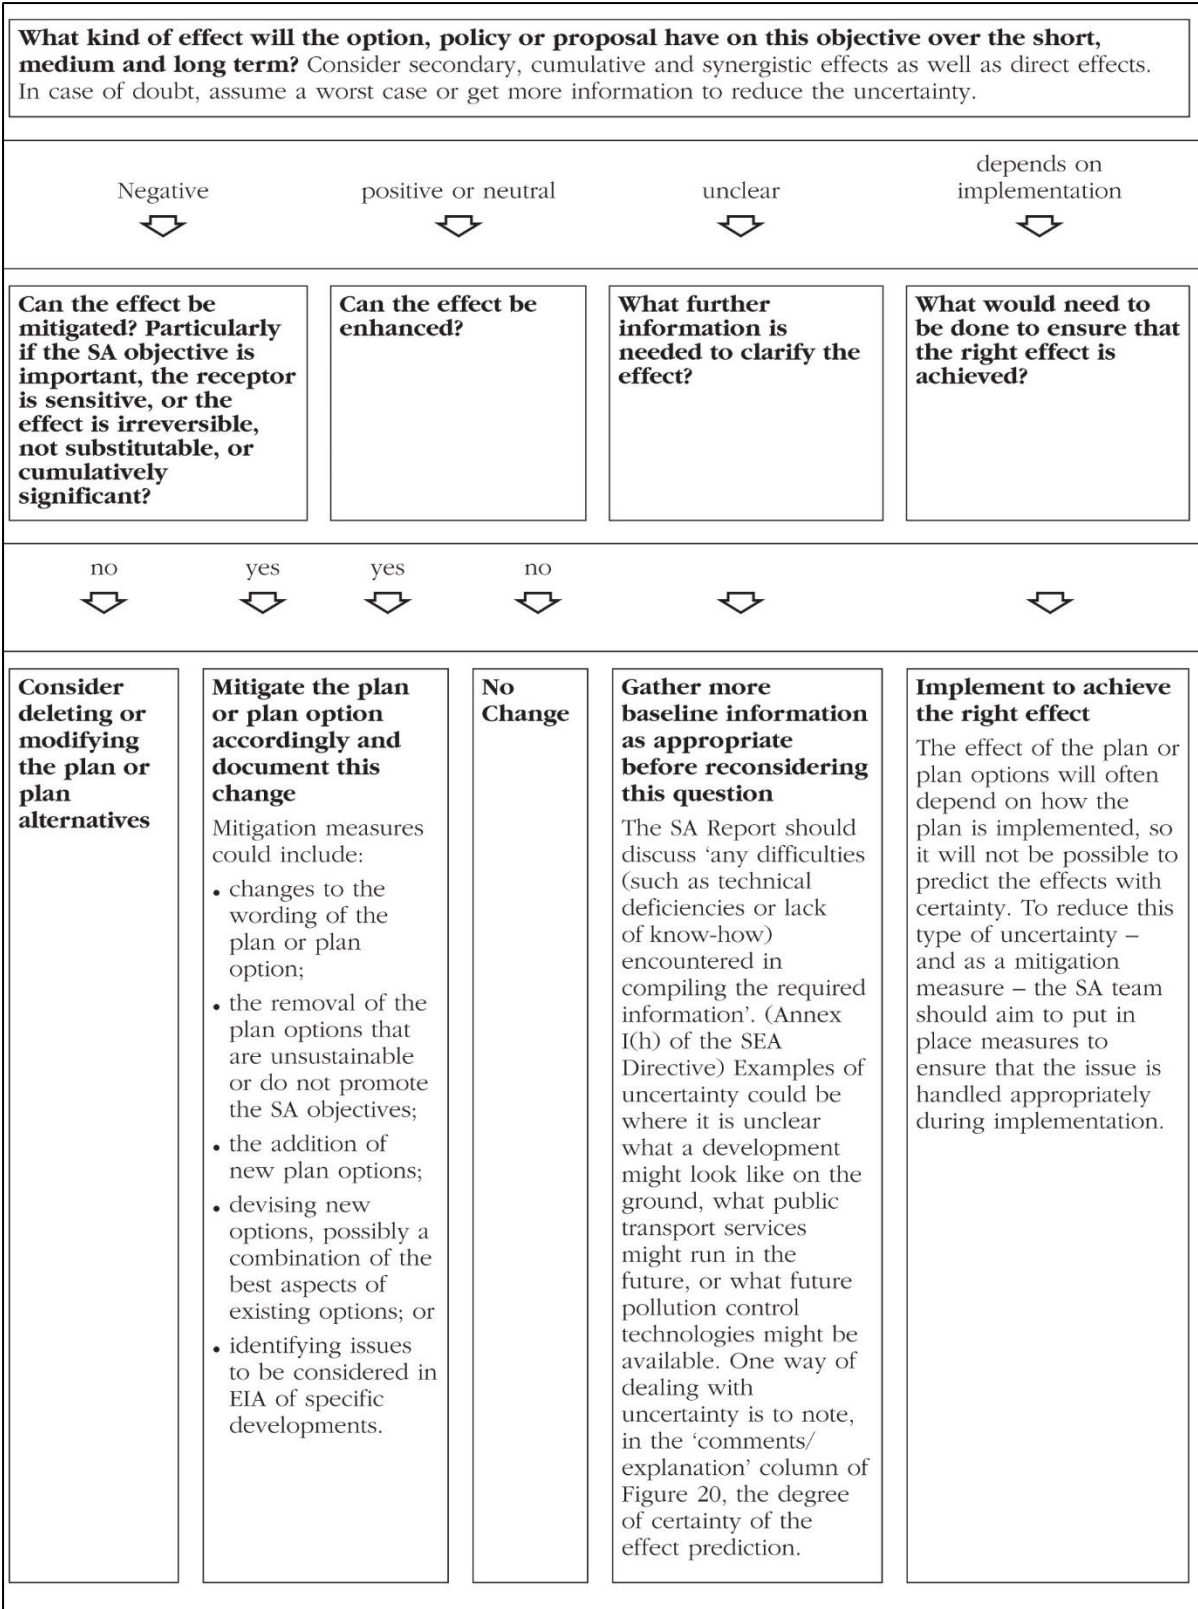 What kind of effect will the option, policy or proposal have on this objective over the short,
medium and long term? Consider secondary, cumulative and synergistic effects as well as direct effects.
In case of doubt, assume a worst case or get more information to reduce the uncertainty.
Negative
positive or neutral
unclear
depends on
implementation
Can the effect be
mitigated? Particularly
if the SA objective is
important, the receptor
is sensitive, or the
effect is irreversible,
not substitutable, or
cumulatively
significant?
Can the effect be
enhanced?
What further
information is
needed to clarify the
effect?
What would need to
be done to ensure that
the right effect is
achieved?
no
yes
yes
no
Consider
deleting or
modifying
the plan or
plan
alternatives
Mitigate the plan
or plan option
accordingly and
document this
change
Mitigation measures
could include:
• changes to the
wording of the
plan or plan
option;
• the removal of the
plan options that
are unsustainable
or do not promote
the SA objectives;
• the addition of
new plan options;
• devising new
options, possibly a
combination of the
best aspects of
existing options; or
• identifying issues
to be considered in
EIA of specific
developments.
No
Change
Gather more
baseline information
as appropriate
before reconsidering
this question
The SA Report should
discuss ‘any difficulties
(such as technical
deficiencies or lack
of know-how)
encountered in
compiling the required
information’. (Annex
I(h) of the SEA
Directive) Examples of
uncertainty could be
where it is unclear
what a development
might look like on the
ground, what public
transport services
might run in the
future, or what future
pollution control
technologies might be
available. One way of
dealing with
uncertainty is to note,
in the ‘comments/
explanation’ column of
Figure 20, the degree
of certainty of the
effect prediction.
Implement to achieve
the right effect
The effect of the plan or
plan options will often
depend on how the
plan is implemented, so
it will not be possible to
predict the effects with
certainty. To reduce this
type of uncertainty –
and as a mitigation
measure – the SA team
should aim to put in
place measures to
ensure that the issue is
handled appropriately
during implementation.